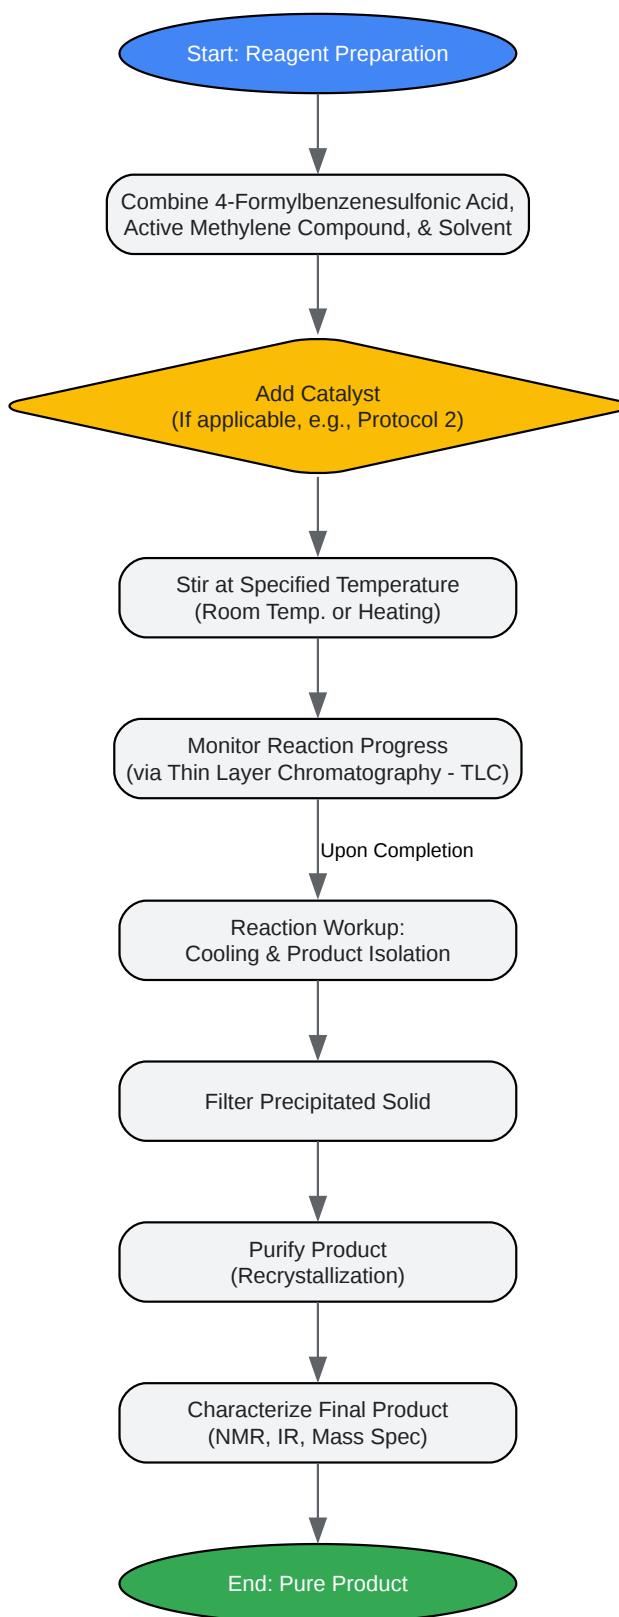 Start: Reagent Preparation
Combine 4-Formylbenzenesulfonic Acid,
Active Methylene Compound, & Solvent
Add Catalyst
(If applicable, e.g., Protocol 2)
Stir at Specified Temperature
(Room Temp. or Heating)
Monitor Reaction Progress
(via Thin Layer Chromatography - TLC)
Upon Completion
Reaction Workup:
Cooling & Product Isolation
Filter Precipitated Solid
Purify Product
(Recrystallization)
Characterize Final Product
(NMR, IR, Mass Spec)
End: Pure Product